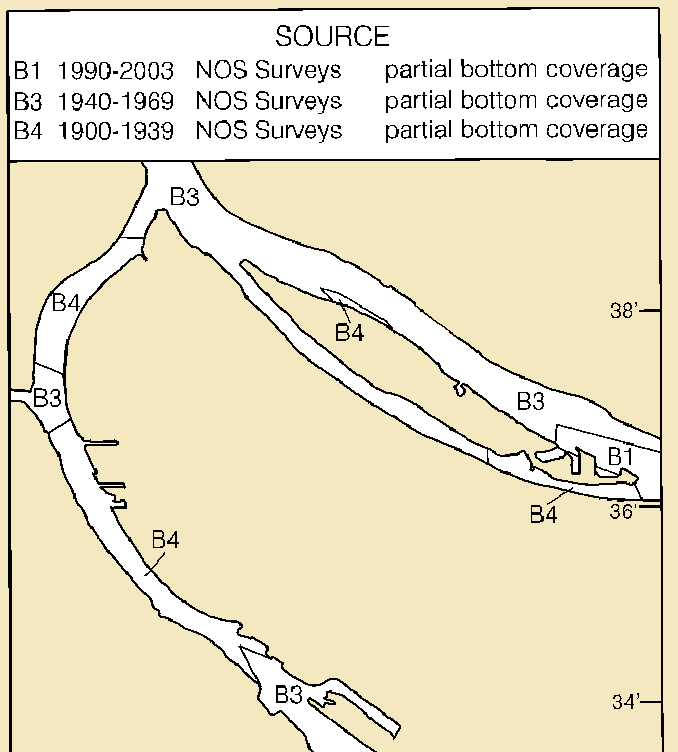 SOURCE
B1 1990-2003 NOS Surveys partial bottom coverage
B3 1940-1969 NOS Surveys partial bottom coverage
B4 1900-1939 NOS Surveys partial bottom coverage
B3
B4
38'
B4
B3
B3
B1
36'
B4
B4
B3
34'